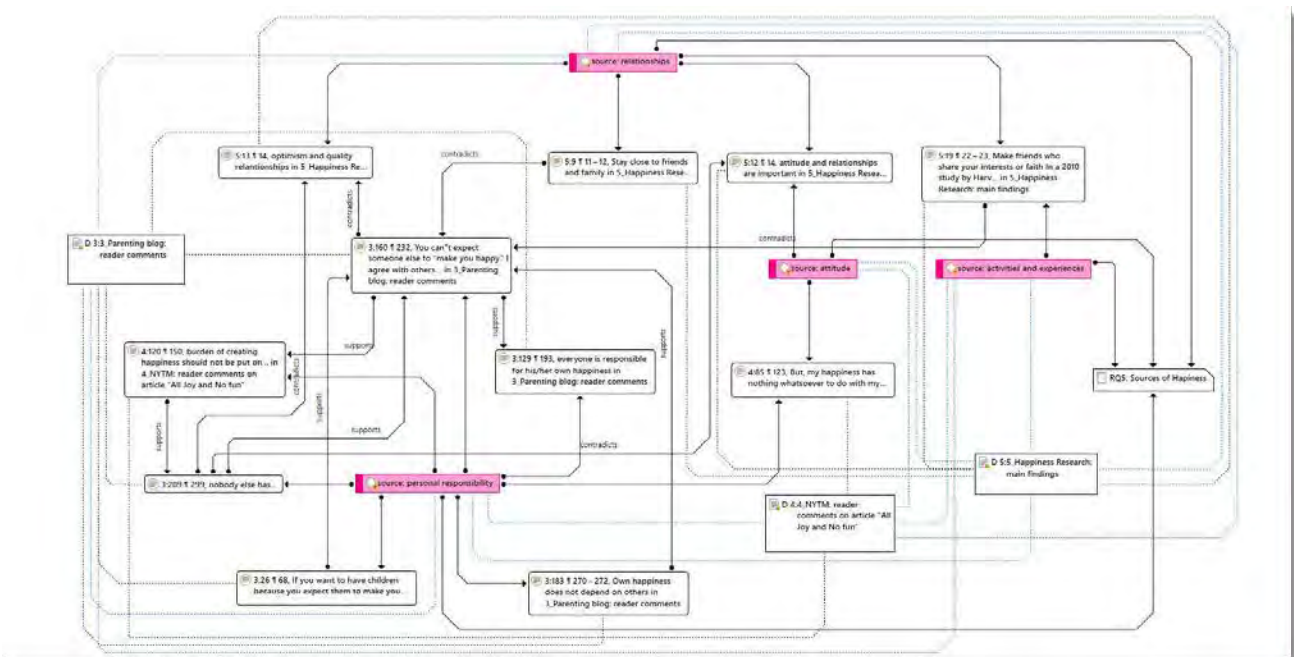 source: relationships
5:13 ¶ 14, optimism and quality
relantionships in 5_Happiness Re...
contradicts
5:9 ¶ 11 – 12, Stay close to friends
and family in 5_Happiness Rese...
5:12 ¶ 14, attitude and relationships
are important in 5_Happiness Resea...
5:19 ¶ 22 – 23, Make friends who
share your interests or faith In a 2010
study by Harv... in 5_Happiness
Research: main findings
contradicts
D 3:3_Parenting blog:
reader comments
3:160 ¶ 232, You can"t expect
someone else to "make you happy" I
agree with others... in 3_Parenting
blog: reader comments
contradicts
source: attitude
source: activities and experiences
supports
supports
supports
4:120 ¶ 150, burden of creating
happiness should not be put on... in
4_NYTM: reader comments on
article "All Joy and No fun"
contradicts
3:129 ¶ 193, everyone is responsible
for his/her own happiness in
3_Parenting blog: reader comments
4:65 ¶ 123, But, my happiness has
nothing whatsoever to do with my...
RQ5. Sources of Hapiness
supports
supports
supports
contradicts
D 5:5_Happiness Research:
main findings
3:209 ¶ 299, nobody else has...
source: personal responsibility
D 4:4_NYTM: reader
comments on article "All
Joy and No fun"
3:26 ¶ 68, If you want to have children
because you expect them to make you...
3:183 ¶ 270 – 272, Own happiness
does not depend on others in
3_Parenting blog: reader comments